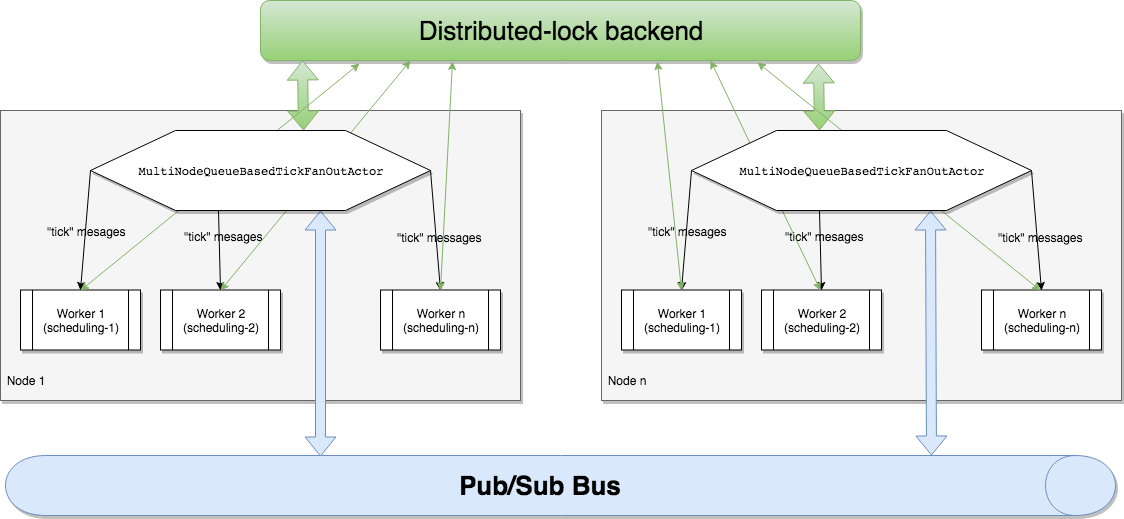 Distributed-lock backend
MultiNodeQueueBasedTickFanOutActor
"tick" mesages
"tick" mesages
"tick" mesages
Worker 1
(scheduling-1)
Worker 2
(scheduling-2)
Worker n
(scheduling-n)
Node 1
MultiNodeQueueBasedTickFanOutActor
"tick" mesages
"tick" mesages
"tick" mesages
Worker 1
(scheduling-1)
Worker 2
(scheduling-2)
Worker n
(scheduling-n)
Node n
Pub/Sub Bus